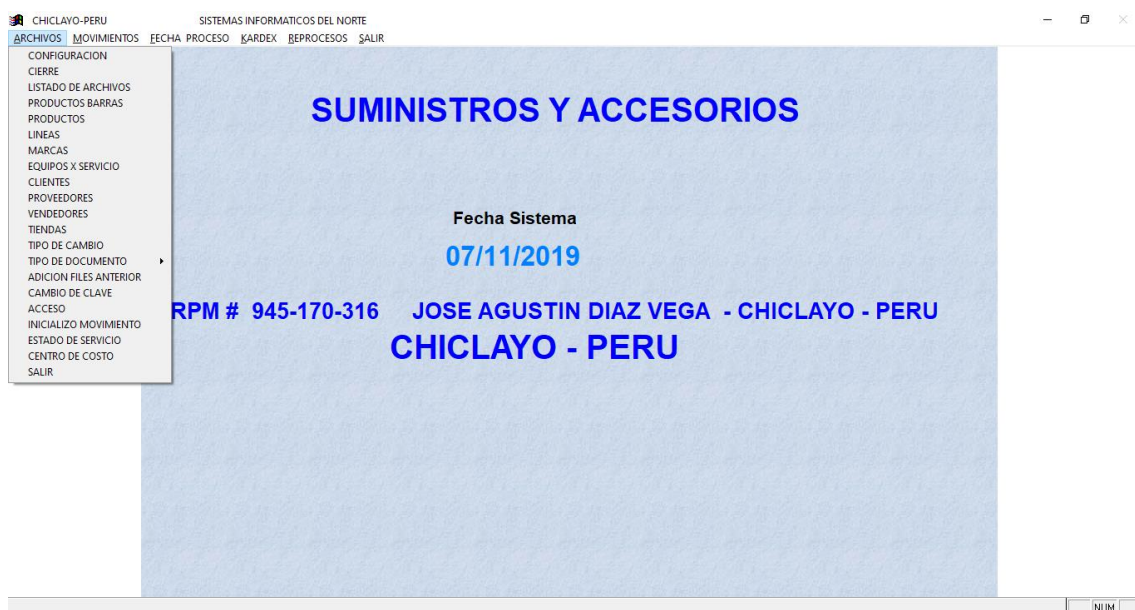 CHICLAYO-PERU SISTEMAS INFORMATICOS DEL NORTE
ARCHIVOS MOVIMIENTOS FECHA PROCESO KARDEX REPROCESOS SALIR
CONFIGURACION
CIERRE
LISTADO DE ARCHIVOS
PRODUCTOS BARRAS
PRODUCTOS
LINEAS
MARCAS
EQUIPOS X SERVICIO
CLIENTES
PROVEEDORES
VENDEDORES
TIENDAS
TIPO DE CAMBIO
TIPO DE DOCUMENTO
ADICION FILES ANTERIOR
CAMBIO DE CLAVE
ACCESO
INICIALIZO MOVIMIENTO
ESTADO DE SERVICIO
CENTRO DE COSTO
SALIR
SUMINISTROS Y ACCESORIOS
Fecha Sistema
07/11/2019
RPM # 945-170-316 JOSE AGUSTIN DIAZ VEGA - CHICLAYO - PERU
CHICLAYO - PERU
NUM